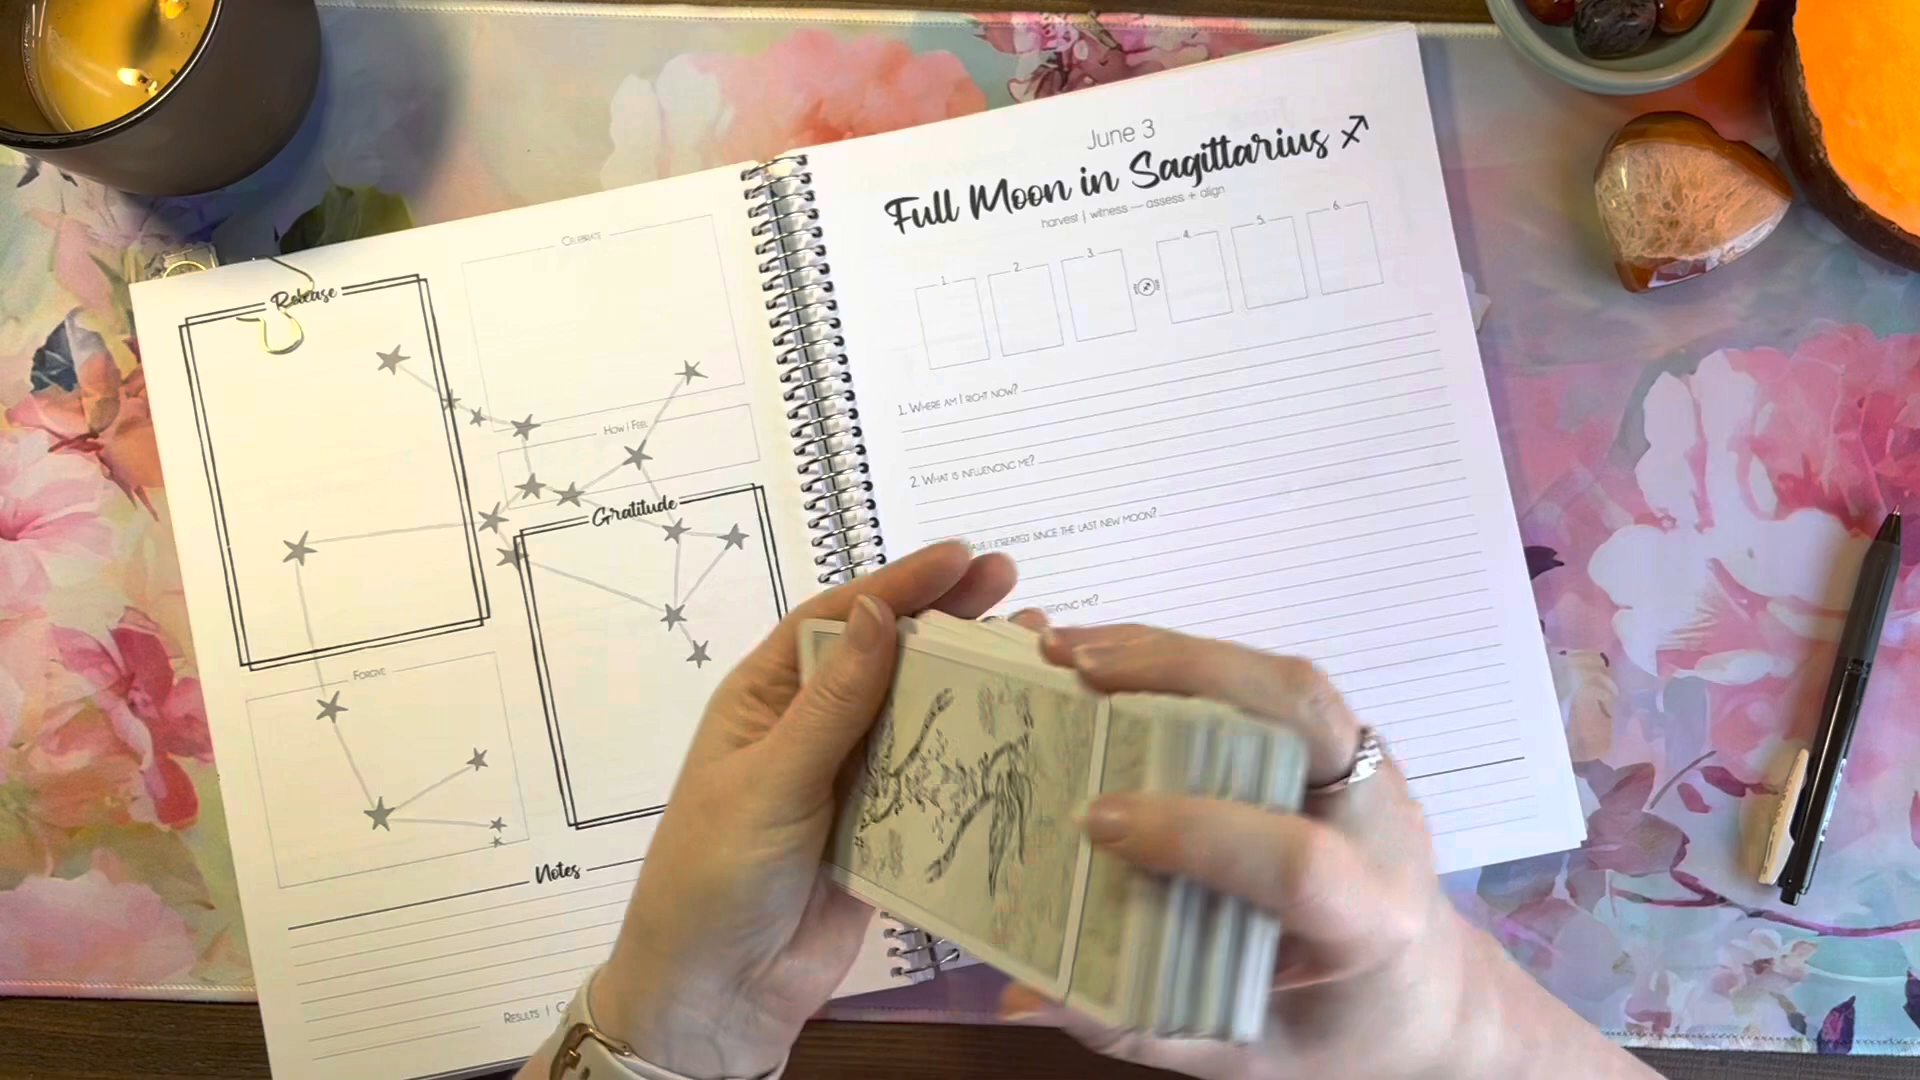 Release
Celebrate
How I Feel
Gratitude
Forgive
Notes
Results |
June 3
Full Moon in Sagittarius ♐
harvest | witness — assess + align
1. 2. 3. 4. 5. 6.
1. Where am I right now?
2. What is influencing me?
created since the last new moon?
me?